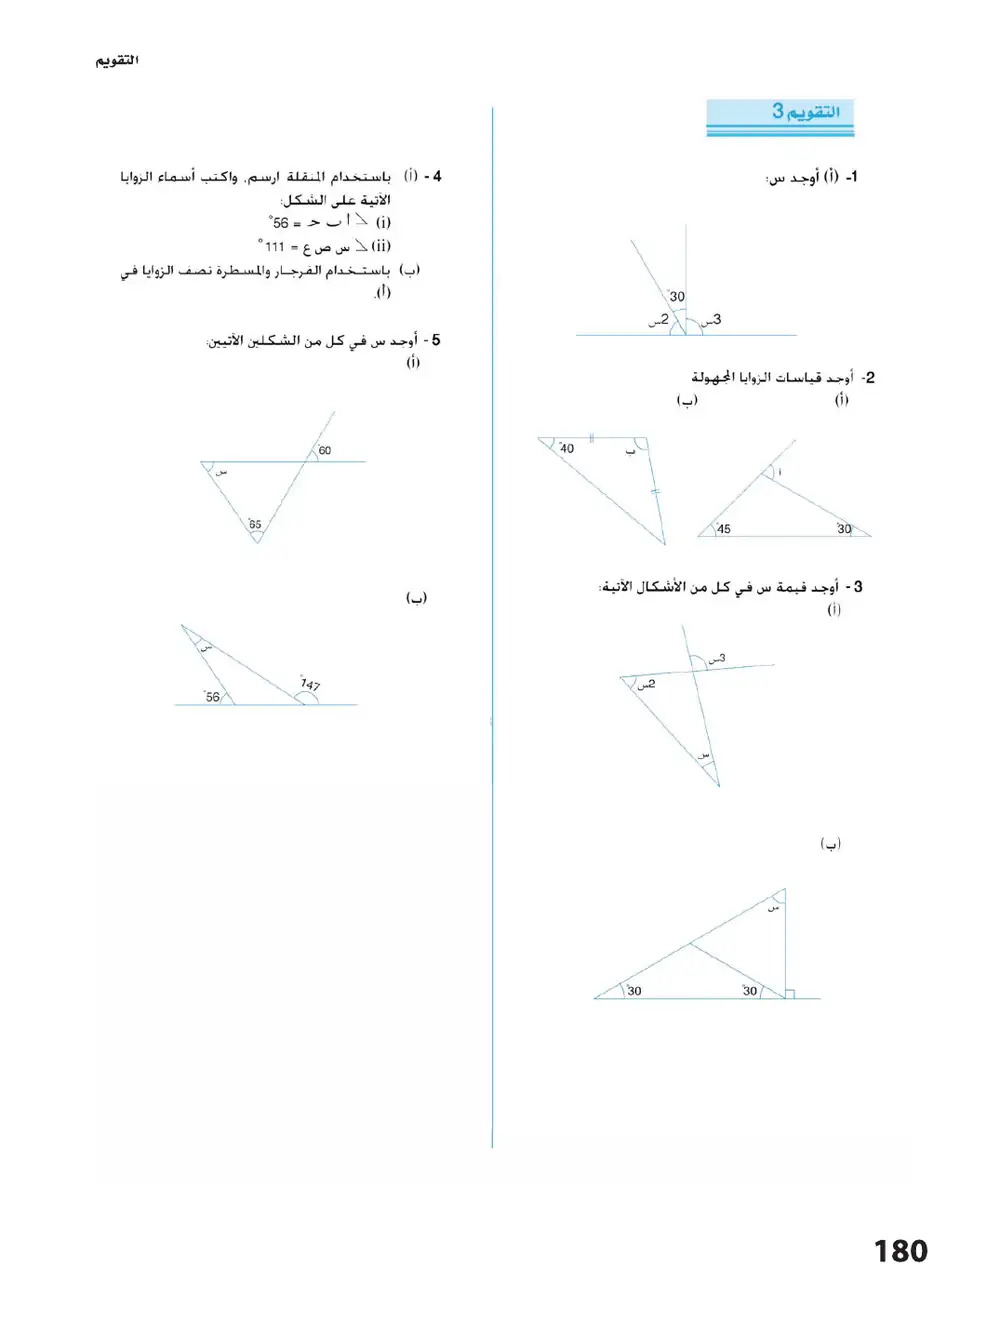 التقويم
التقويم 3
1- (أ) أوجد س:
°30
2س
3س
2- أوجد قياسات الزوايا المجهولة
(أ)
(ب)
°40
ب
أ
°45
°30
3 - أوجد قيمة س في كل من الأشكال الآتية:
(أ)
3س
2س
س
(ب)
س
°30
°30
4 - (أ) باستخدام المنقلة ارسم، واكتب أسماء الزوايا
الآتية على الشكل:
(i) ∠ أ ب حـ = 56°
(ii) ∠ س ص ع = 111°
(ب) باستخدام الفرجار والمسطرة نصف الزوايا في
(أ).
5 - أوجد س في كل من الشكلين الآتيين:
(أ)
°60
س
°65
(ب)
س
°147
°56
180